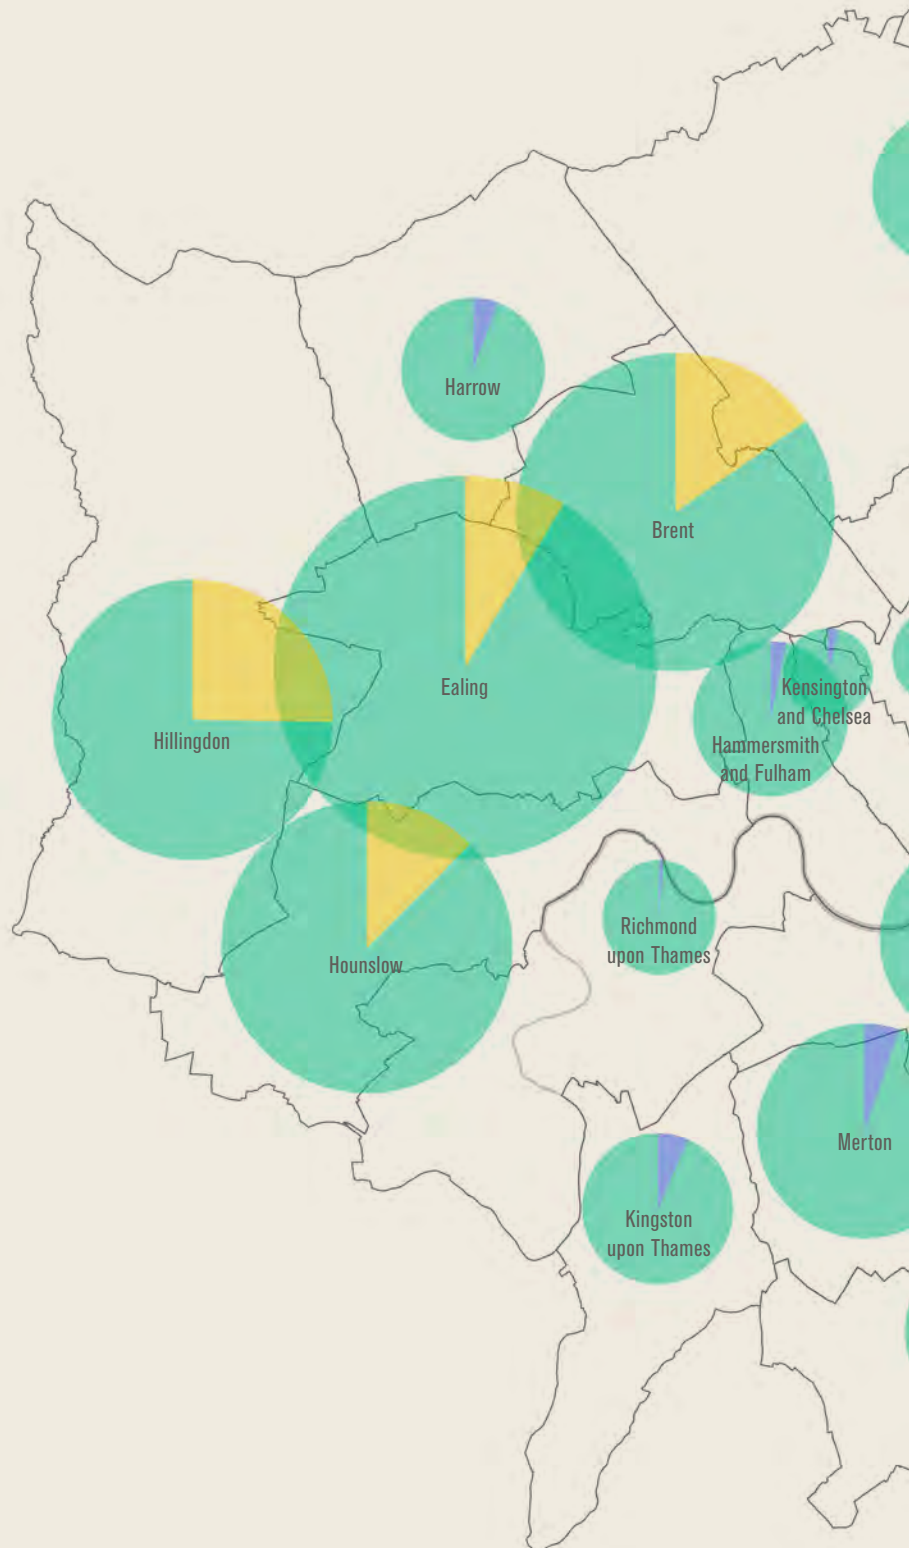 Harrow
Brent
Ealing
Kensington
and Chelsea
Hillingdon
Hammersmith
and Fulham
Richmond
upon Thames
Hounslow
Merton
Kingston
upon Thames